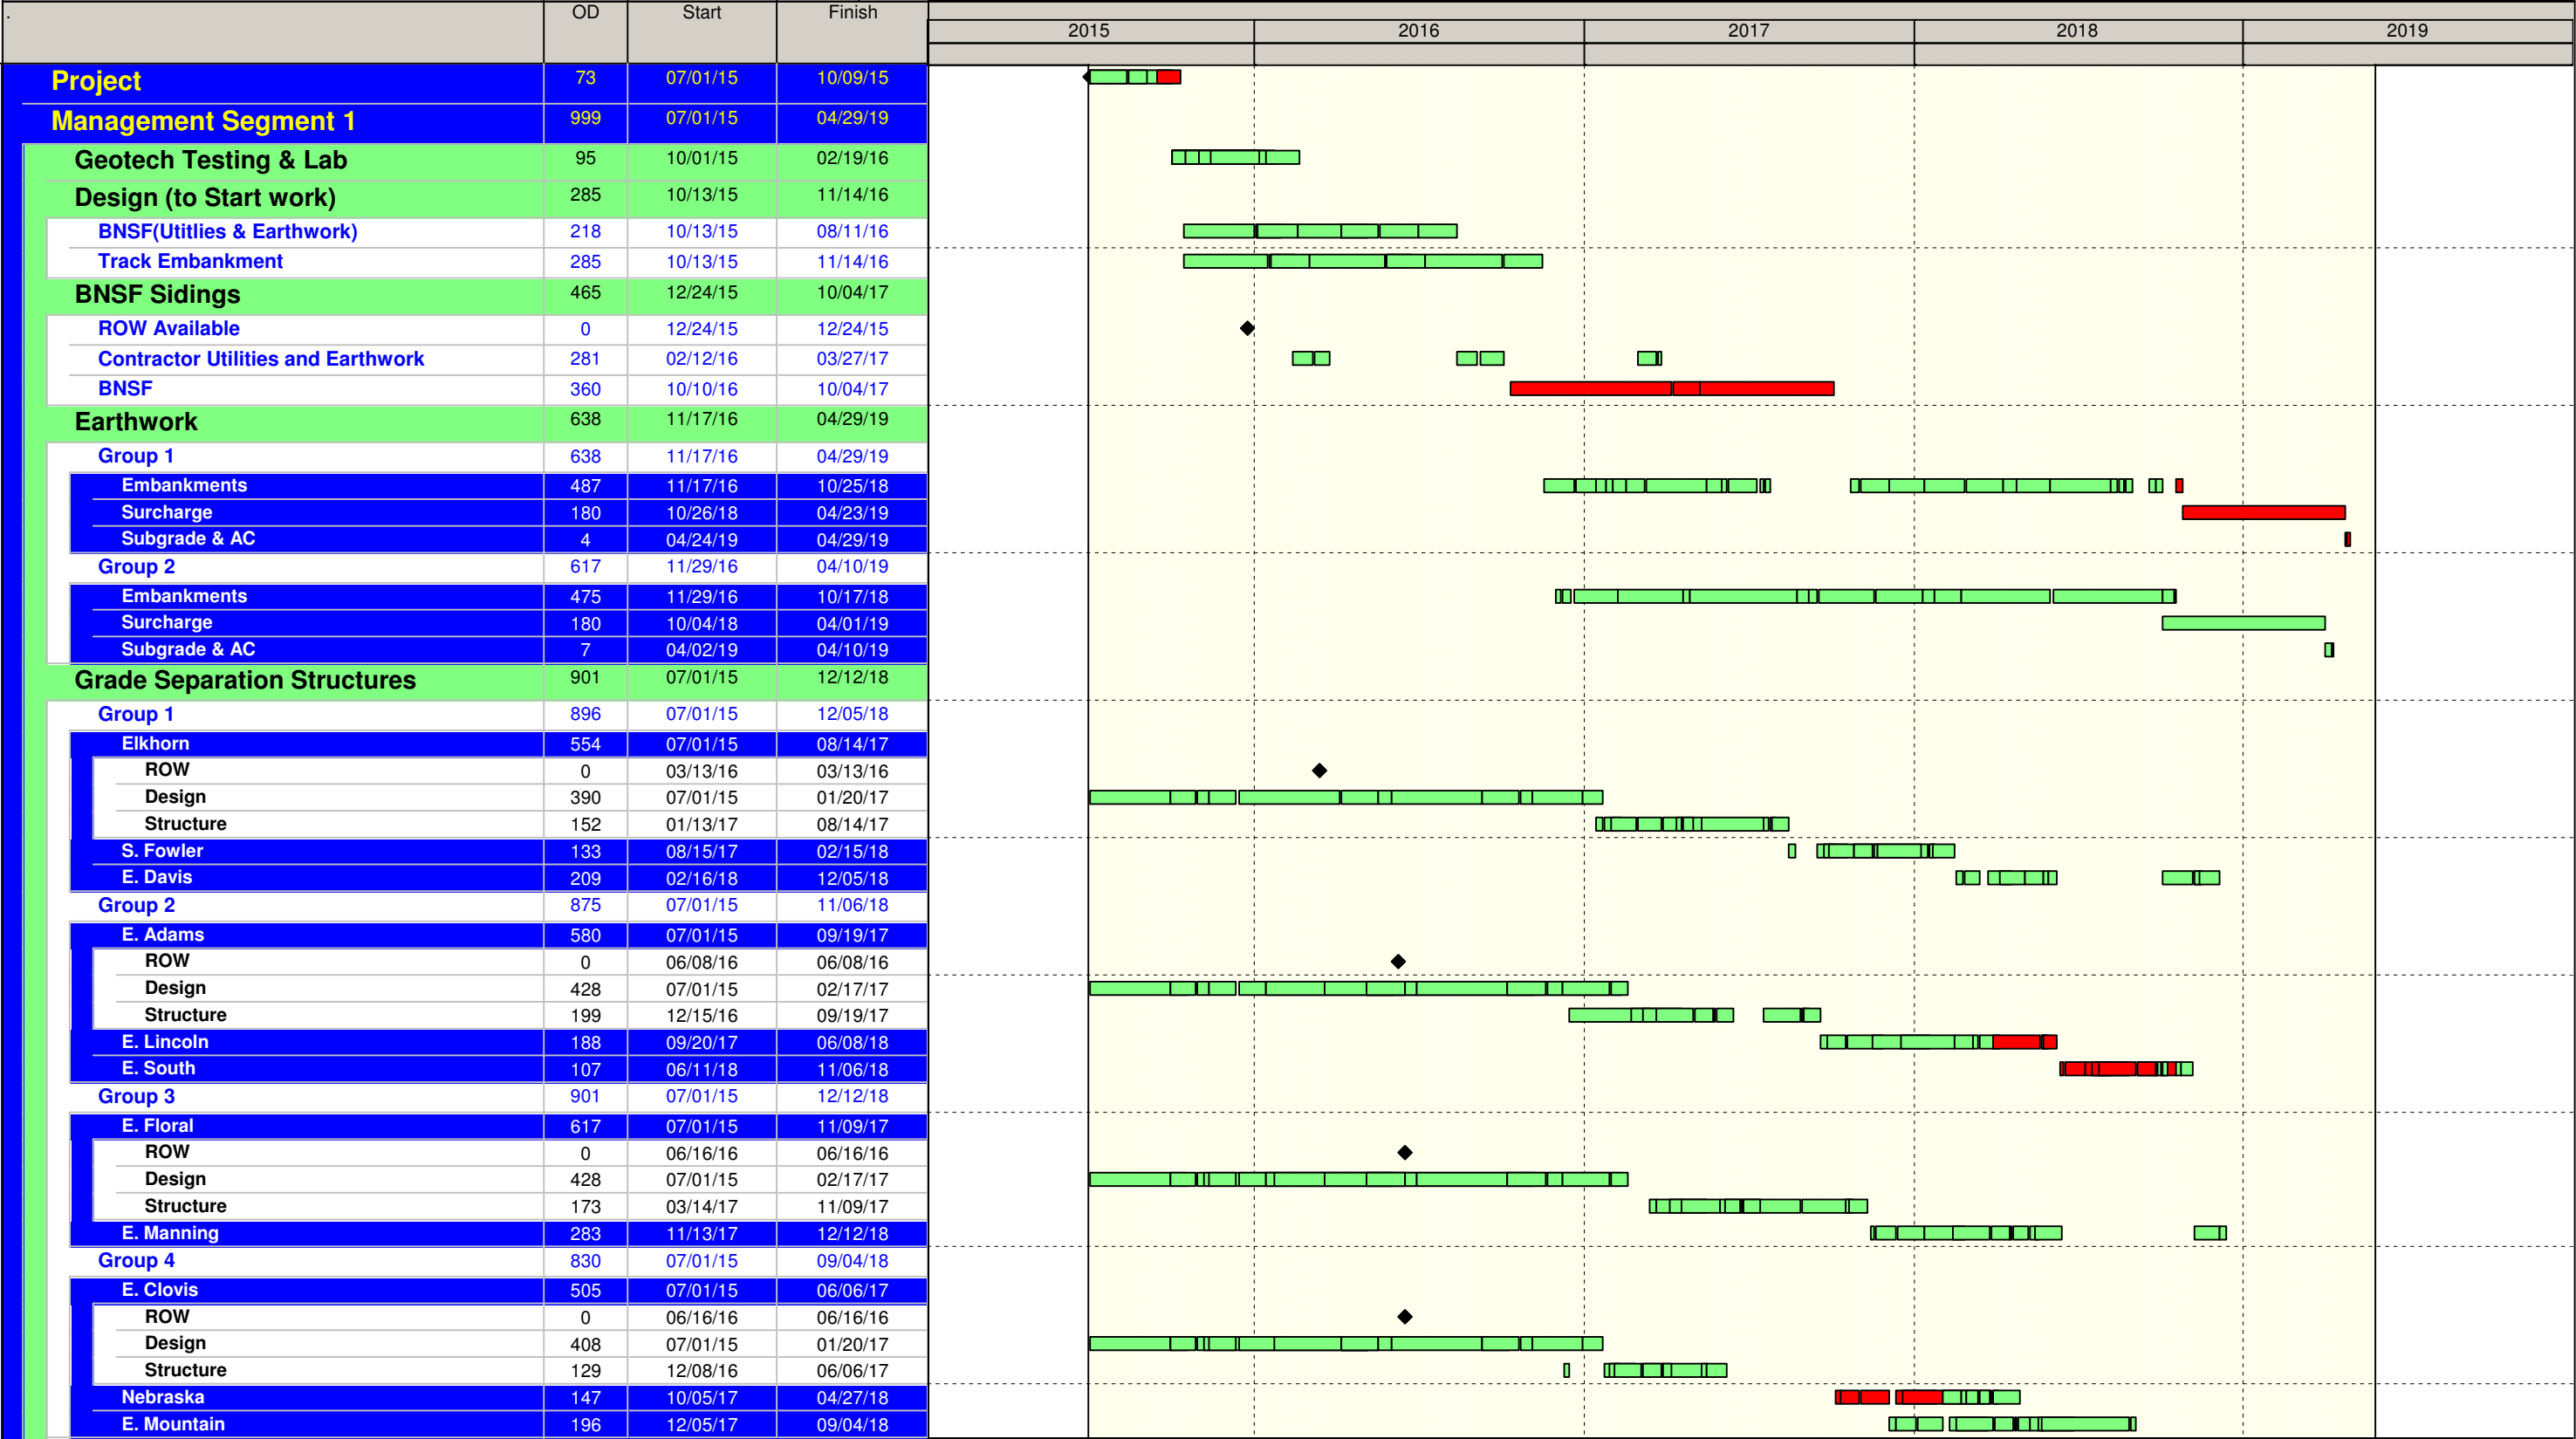 . OD Start Finish
2015 2016 2017 2018 2019
Project 73 07/01/15 10/09/15
Management Segment 1 999 07/01/15 04/29/19
Geotech Testing & Lab 95 10/01/15 02/19/16
Design (to Start work) 285 10/13/15 11/14/16
BNSF(Utitlies & Earthwork) 218 10/13/15 08/11/16
Track Embankment 285 10/13/15 11/14/16
BNSF Sidings 465 12/24/15 10/04/17
ROW Available 0 12/24/15 12/24/15
Contractor Utilities and Earthwork 281 02/12/16 03/27/17
BNSF 360 10/10/16 10/04/17
Earthwork 638 11/17/16 04/29/19
Group 1 638 11/17/16 04/29/19
Embankments 487 11/17/16 10/25/18
Surcharge 180 10/26/18 04/23/19
Subgrade & AC 4 04/24/19 04/29/19
Group 2 617 11/29/16 04/10/19
Embankments 475 11/29/16 10/17/18
Surcharge 180 10/04/18 04/01/19
Subgrade & AC 7 04/02/19 04/10/19
Grade Separation Structures 901 07/01/15 12/12/18
Group 1 896 07/01/15 12/05/18
Elkhorn 554 07/01/15 08/14/17
ROW 0 03/13/16 03/13/16
Design 390 07/01/15 01/20/17
Structure 152 01/13/17 08/14/17
S. Fowler 133 08/15/17 02/15/18
E. Davis 209 02/16/18 12/05/18
Group 2 875 07/01/15 11/06/18
E. Adams 580 07/01/15 09/19/17
ROW 0 06/08/16 06/08/16
Design 428 07/01/15 02/17/17
Structure 199 12/15/16 09/19/17
E. Lincoln 188 09/20/17 06/08/18
E. South 107 06/11/18 11/06/18
Group 3 901 07/01/15 12/12/18
E. Floral 617 07/01/15 11/09/17
ROW 0 06/16/16 06/16/16
Design 428 07/01/15 02/17/17
Structure 173 03/14/17 11/09/17
E. Manning 283 11/13/17 12/12/18
Group 4 830 07/01/15 09/04/18
E. Clovis 505 07/01/15 06/06/17
ROW 0 06/16/16 06/16/16
Design 408 07/01/15 01/20/17
Structure 129 12/08/16 06/06/17
Nebraska 147 10/05/17 04/27/18
E. Mountain 196 12/05/17 09/04/18